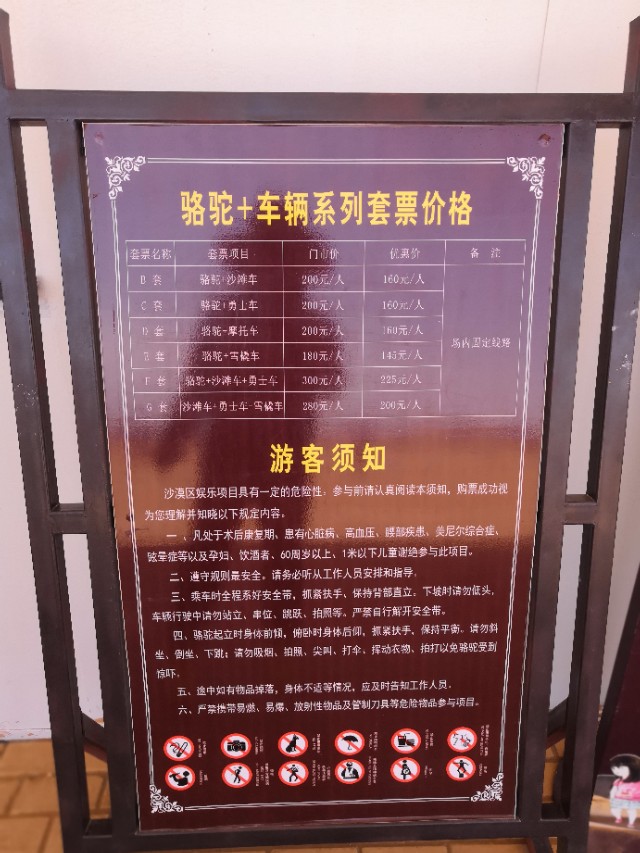 骆驼+车辆系列套票价格
套票名称 套票项目 门市价 优惠价 备 注
B 套 骆驼+沙滩车 200元/人 160元/人
C 套 骆驼+勇士车 200元/人 160元/人
D 套 骆驼+摩托车 200元/人 160元/人
E 套 骆驼+雪橇车 180元/人 145元/人
场内固定线路
F 套 骆驼+沙滩车+勇士车 300元/人 225元/人
G 套 沙滩车+勇士车+雪橇车 280元/人 200元/人
游客须知
沙漠区娱乐项目具有一定的危险性，参与前请认真阅读本须知，购票成功视
为您理解并知晓以下规定内容。
一、凡处于术后康复期、患有心脏病、高血压、腰部疾患、美尼尔综合症、
眩晕症等以及孕妇、饮酒者、60周岁以上、1米以下儿童谢绝参与此项目。
二、遵守规则最安全。请务必听从工作人员安排和指导。
三、乘车时全程系好安全带，抓紧扶手、保持背部直立；下坡时请勿低头，
车辆行驶中请勿站立、串位、跳跃、拍照等。严禁自行解开安全带。
四、骆驼起立时身体前倾，俯卧时身体后仰，抓紧扶手，保持平衡。请勿斜
坐、倒坐、下跳；请勿吸烟、拍照、尖叫、打伞、挥动衣物、拍打以免骆驼受到
惊吓。
五、途中如有物品掉落，身体不适等情况，应及时告知工作人员。
六、严禁携带易燃、易爆、放射性物品及管制刀具等危险物品参与项目。